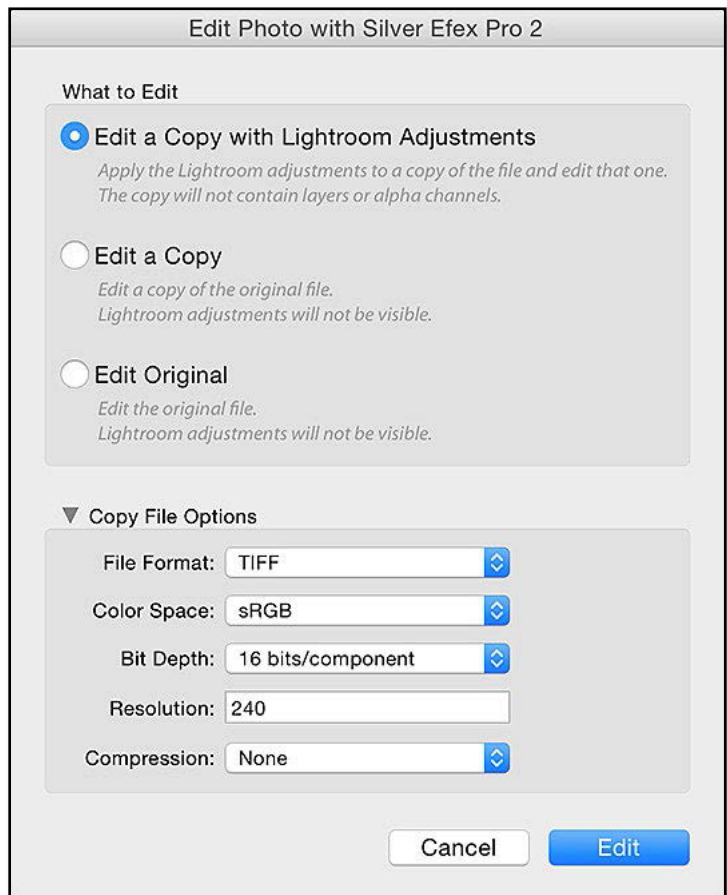 Edit Photo with Silver Efex Pro 2
What to Edit
Edit a Copy with Lightroom Adjustments
Apply the Lightroom adjustments to a copy of the file and edit that one.
The copy will not contain layers or alpha channels.
Edit a Copy
Edit a copy of the original file.
Lightroom adjustments will not be visible.
Edit Original
Edit the original file.
Lightroom adjustments will not be visible.
Copy File Options
File Format: TIFF
Color Space: sRGB
Bit Depth: 16 bits/component
Resolution: 240
Compression: None
Cancel Edit